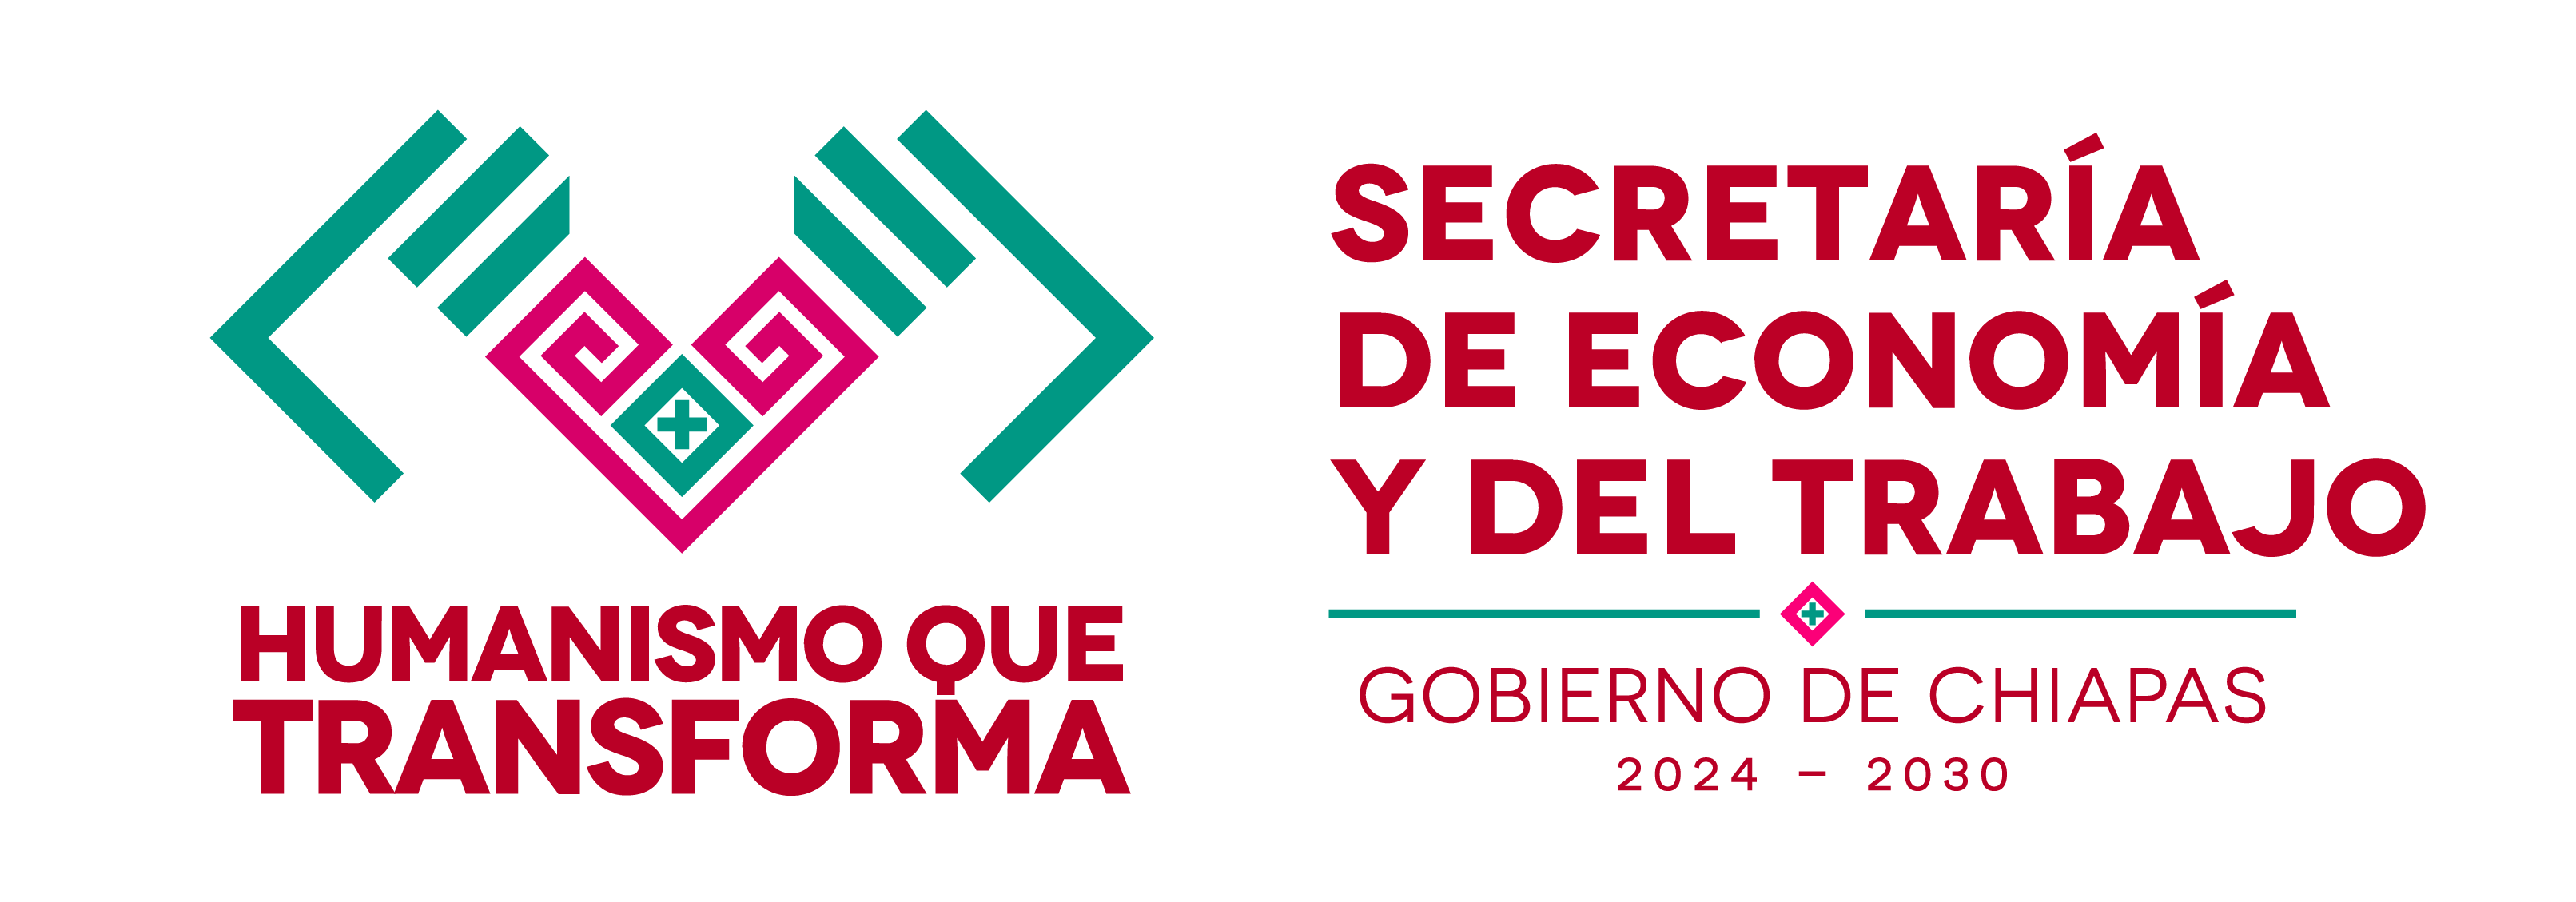 HUMANISMO QUE
TRANSFORMA
SECRETARÍA
DE ECONOMÍA
Y DEL TRABAJO
GOBIERNO DE CHIAPAS
2024 – 2030